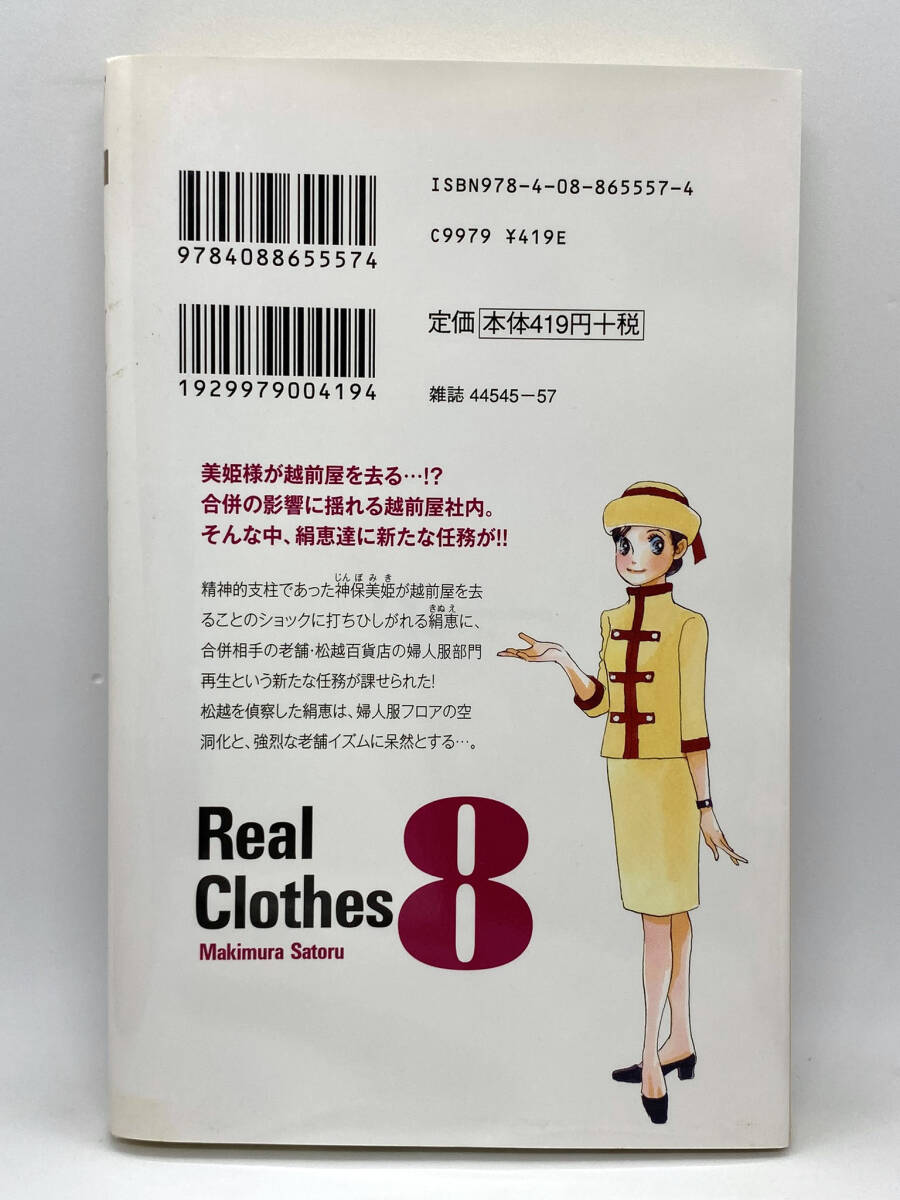 ISBN978-4-08-865557-4
9784088655574
C9979 ¥419E
定価 本体419円+税
1929979004194
雑誌 44545-57
美姫様が越前屋を去る…!?
合併の影響に揺れる越前屋社内。
そんな中、絹恵達に新たな任務が!!
じんぼみき
精神的支柱であった神保美姫が越前屋を去
きぬえ
ることのショックに打ちひしがれる絹恵に、
合併相手の老舗・松越百貨店の婦人服部門
再生という新たな任務が課せられた!
松越を偵察した絹恵は、婦人服フロアの空
洞化と、強烈な老舗イズムに呆然とする…。
Real
Clothes 8
Makimura Satoru